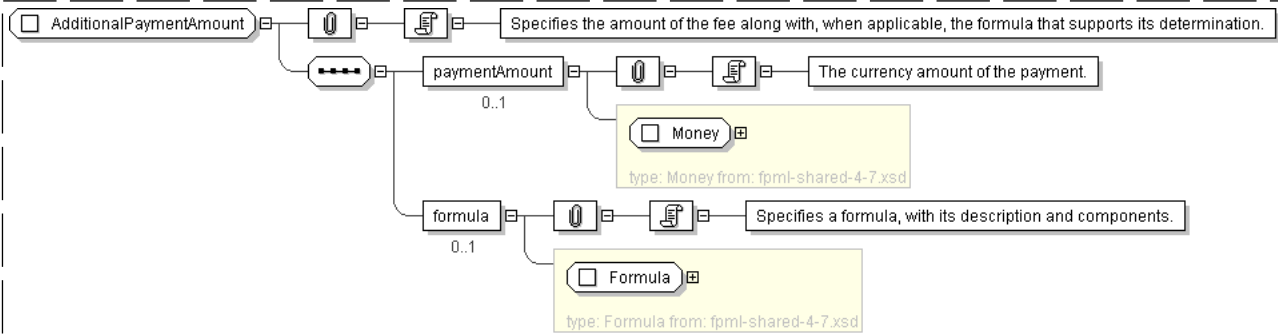 AdditionalPaymentAmount
Specifies the amount of the fee along with, when applicable, the formula that supports its determination.
paymentAmount
The currency amount of the payment.
0..1
Money
type: Money from: fpml-shared-4-7.xsd
formula
Specifies a formula, with its description and components.
0..1
Formula
type: Formula from: fpml-shared-4-7.xsd